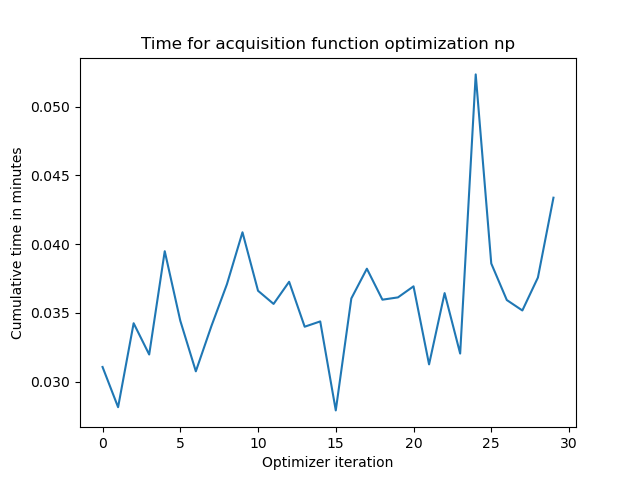 Time for acquisition function optimization np
Cumulative time in minutes
0.050
0.045
0.040
0.035
0.030
0 5 10 15 20 25 30
Optimizer iteration